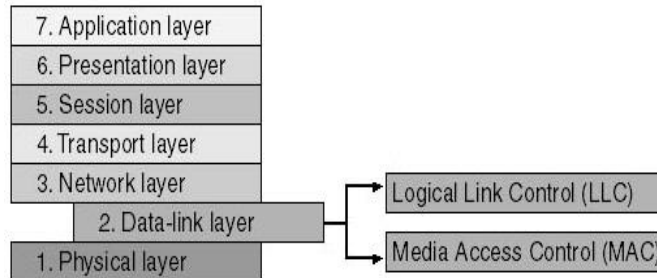 7. Application layer
6. Presentation layer
5. Session layer
4. Transport layer
3. Network layer
2. Data-link layer
1. Physical layer
Logical Link Control (LLC)
Media Access Control (MAC)